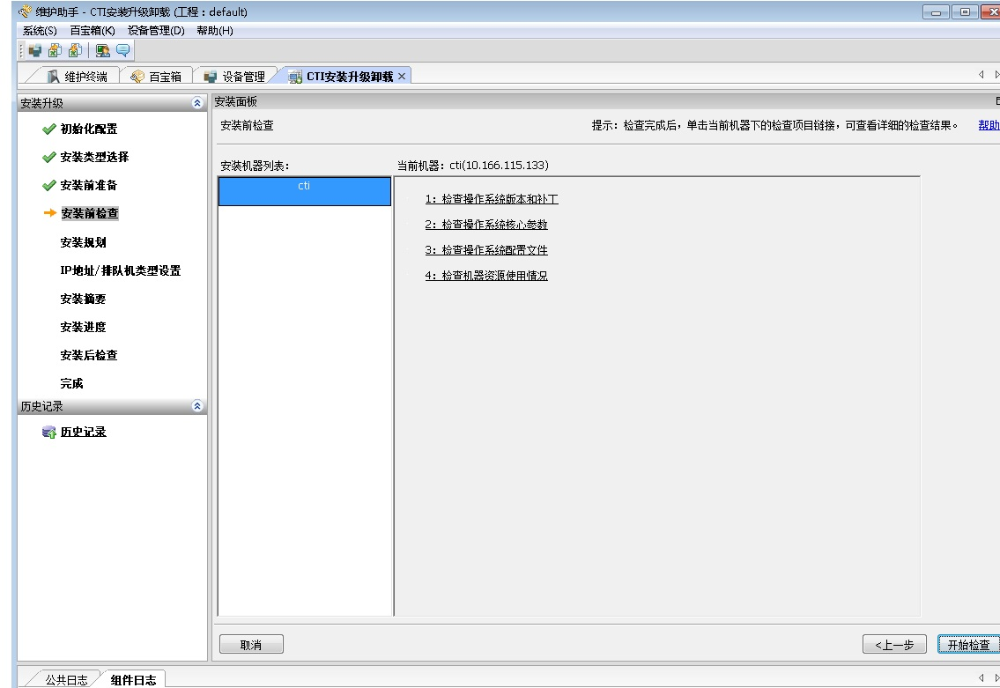 维护助手 - CTI安装升级卸载 (工程：default)
系统(S) 百宝箱(K) 设备管理(D) 帮助(H)
维护终端 百宝箱 设备管理 CTI安装升级卸载
安装升级
初始化配置
安装类型选择
安装前准备
安装前检查
安装规划
IP地址/排队机类型设置
安装摘要
安装进度
安装后检查
完成
历史记录
历史记录
安装面板
安装前检查 提示：检查完成后，单击当前机器下的检查项目链接，可查看详细的检查结果。 帮助
安装机器列表： 当前机器：cti(10.166.115.133)
cti
1：检查操作系统版本和补丁
2：检查操作系统核心参数
3：检查操作系统配置文件
4：检查机器资源使用情况
取消 <上一步 开始检查
公共日志 组件日志